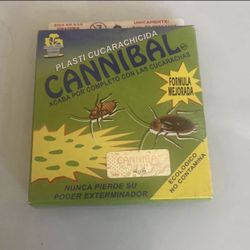 PLASTI CUCARACHICIDA
CANNIBAL
ACABA POR COMPLETO CON LAS CUCARACHAS
FORMULA
MEJORADA
CANNIBAL
ECOLOGICO
NO CONTAMINA
NUNCA PIERDE SU
PODER EXTERMINADOR